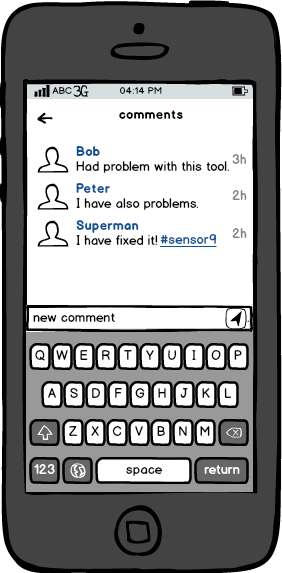 ABC 3G 04:14 PM
comments
Bob
Had problem with this tool. 3h
Peter
I have also problems. 2h
Superman
I have fixed it! #sensor9 2h
new comment
Q W E R T Y U I O P
A S D F G H J K L
Z X C V B N M
123 space return